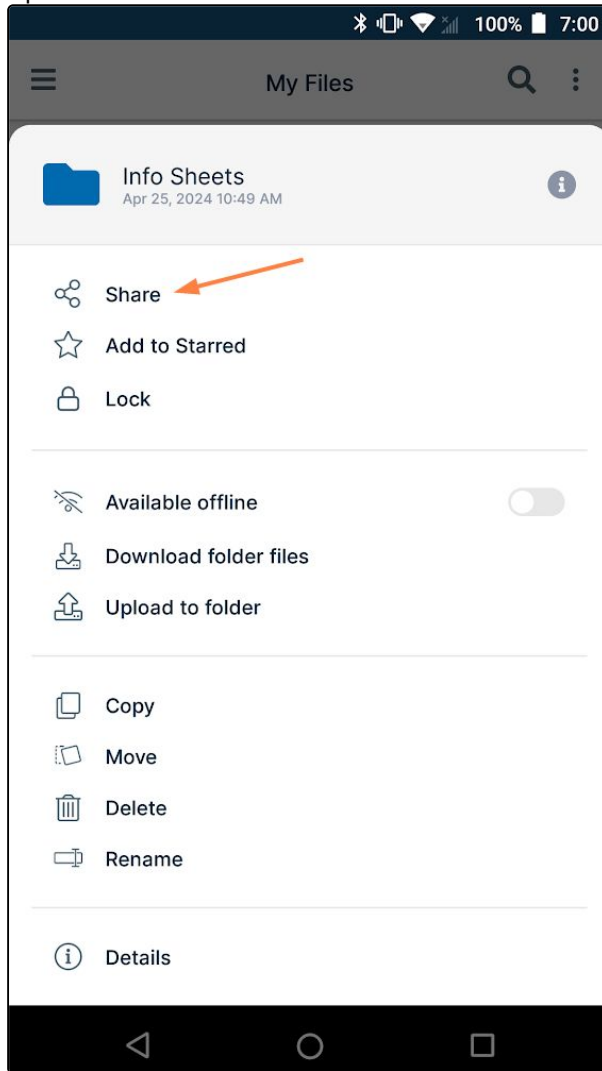 100% 7:00
My Files
Info Sheets
Apr 25, 2024 10:49 AM
Share
Add to Starred
Lock
Available offline
Download folder files
Upload to folder
Copy
Move
Delete
Rename
Details